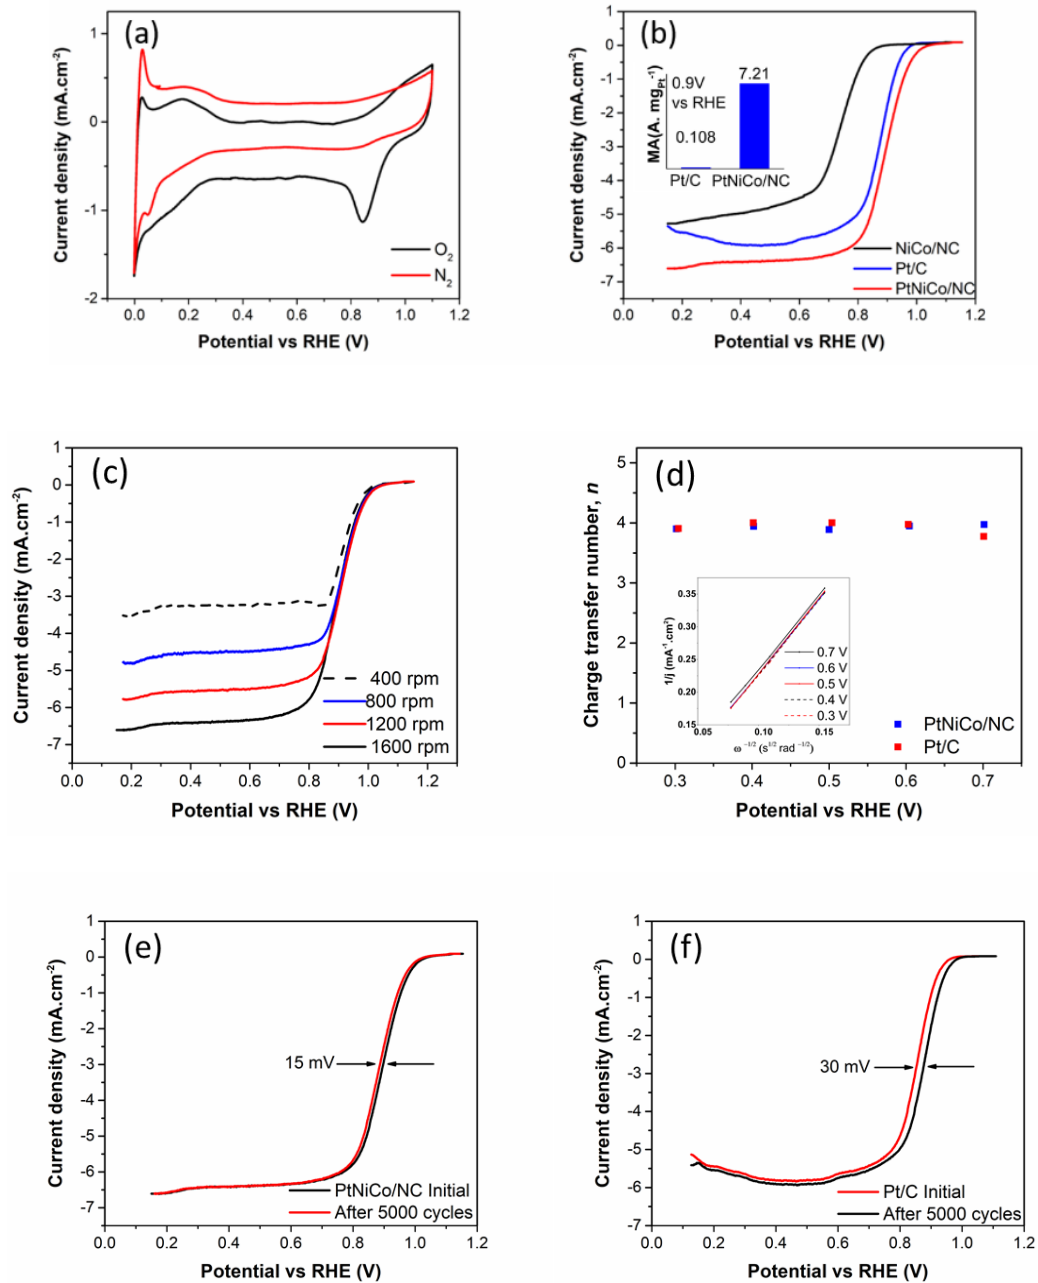 (a)
1
0
-1
-2
0.0 0.2 0.4 0.6 0.8 1.0 1.2
Current density (mA.cm-2)
Potential vs RHE (V)
O2
N2
(b)
1
0
-1
-2
-3
-4
-5
-6
-7
0.0 0.2 0.4 0.6 0.8 1.0 1.2
Current density (mA.cm-2)
Potential vs RHE (V)
MA(A. mgPt-1)
0.9V
vs RHE
7.21
0.108
Pt/C PtNiCo/NC
NiCo/NC
Pt/C
PtNiCo/NC
(c)
1
0
-1
-2
-3
-4
-5
-6
-7
0.0 0.2 0.4 0.6 0.8 1.0 1.2
Current density (mA.cm-2)
Potential vs RHE (V)
400 rpm
800 rpm
1200 rpm
1600 rpm
(d)
5
4
3
2
1
0
0.3 0.4 0.5 0.6 0.7
Charge transfer number, n
Potential vs RHE (V)
0.35
0.30
0.25
0.20
0.15
0.05 0.10 0.15
1/j (mA-1.cm2)
ω -1/2 (s1/2 rad -1/2)
0.7 V
0.6 V
0.5 V
0.4 V
0.3 V
PtNiCo/NC
Pt/C
(e)
1
0
-1
-2
-3
-4
-5
-6
-7
0.0 0.2 0.4 0.6 0.8 1.0 1.2
Current density (mA.cm-2)
Potential vs RHE (V)
15 mV
PtNiCo/NC Initial
After 5000 cycles
(f)
1
0
-1
-2
-3
-4
-5
-6
-7
0.0 0.2 0.4 0.6 0.8 1.0 1.2
Current density (mA.cm-2)
Potential vs RHE (V)
30 mV
Pt/C Initial
After 5000 cycles